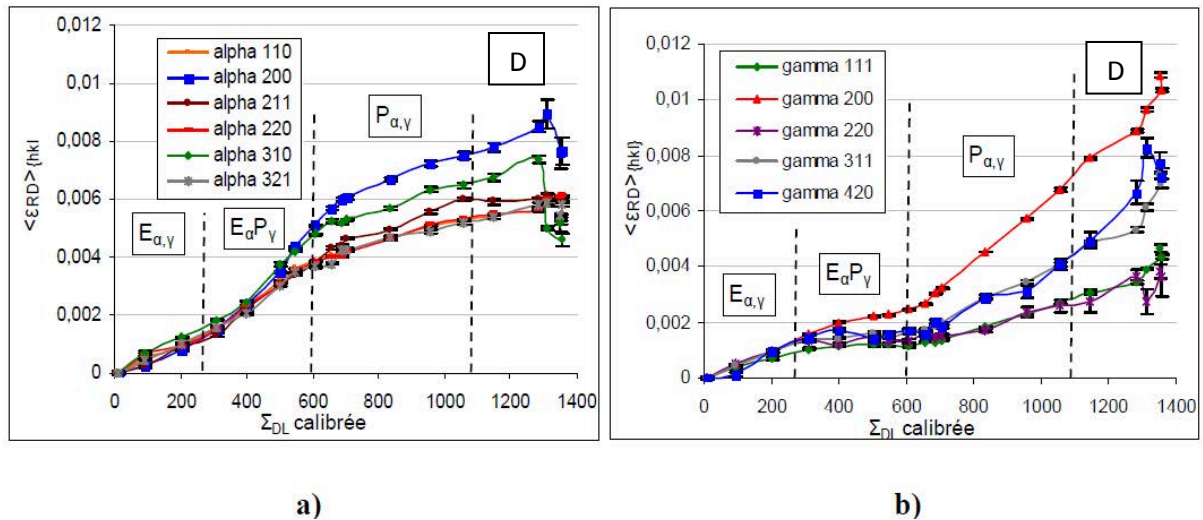 0,012
0,01
0,008
0,006
0,004
0,002
0
<εRD>{hkl}
alpha 110
alpha 200
alpha 211
alpha 220
alpha 310
alpha 321
Eα,γ
EαPγ
Pα,γ
D
0 200 400 600 800 1000 1200 1400
ΣDL calibrée
a)
0,012
0,01
0,008
0,006
0,004
0,002
0
<εRD>{hkl}
gamma 111
gamma 200
gamma 220
gamma 311
gamma 420
Eα,γ
EαPγ
Pα,γ
D
0 200 400 600 800 1000 1200 1400
ΣDL calibrée
b)